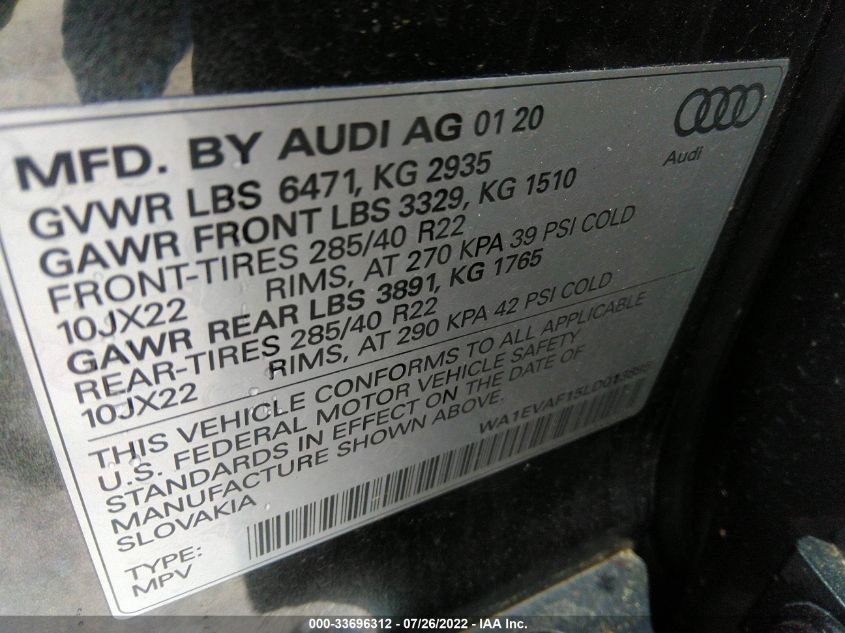 MFD. BY AUDI AG 01 20
Audi
GVWR LBS 6471, KG 2935
GAWR FRONT LBS 3329, KG 1510
FRONT-TIRES 285/40 R22
10JX22 RIMS, AT 270 KPA 39 PSI COLD
GAWR REAR LBS 3891, KG 1765
REAR-TIRES 285/40 R22
10JX22 RIMS, AT 290 KPA 42 PSI COLD
THIS VEHICLE CONFORMS TO ALL APPLICABLE
U.S. FEDERAL MOTOR VEHICLE SAFETY
STANDARDS IN EFFECT ON THE DATE OF
MANUFACTURE SHOWN ABOVE.
SLOVAKIA
TYPE:
MPV
000-33696312 - 07/26/2022 - IAA Inc.